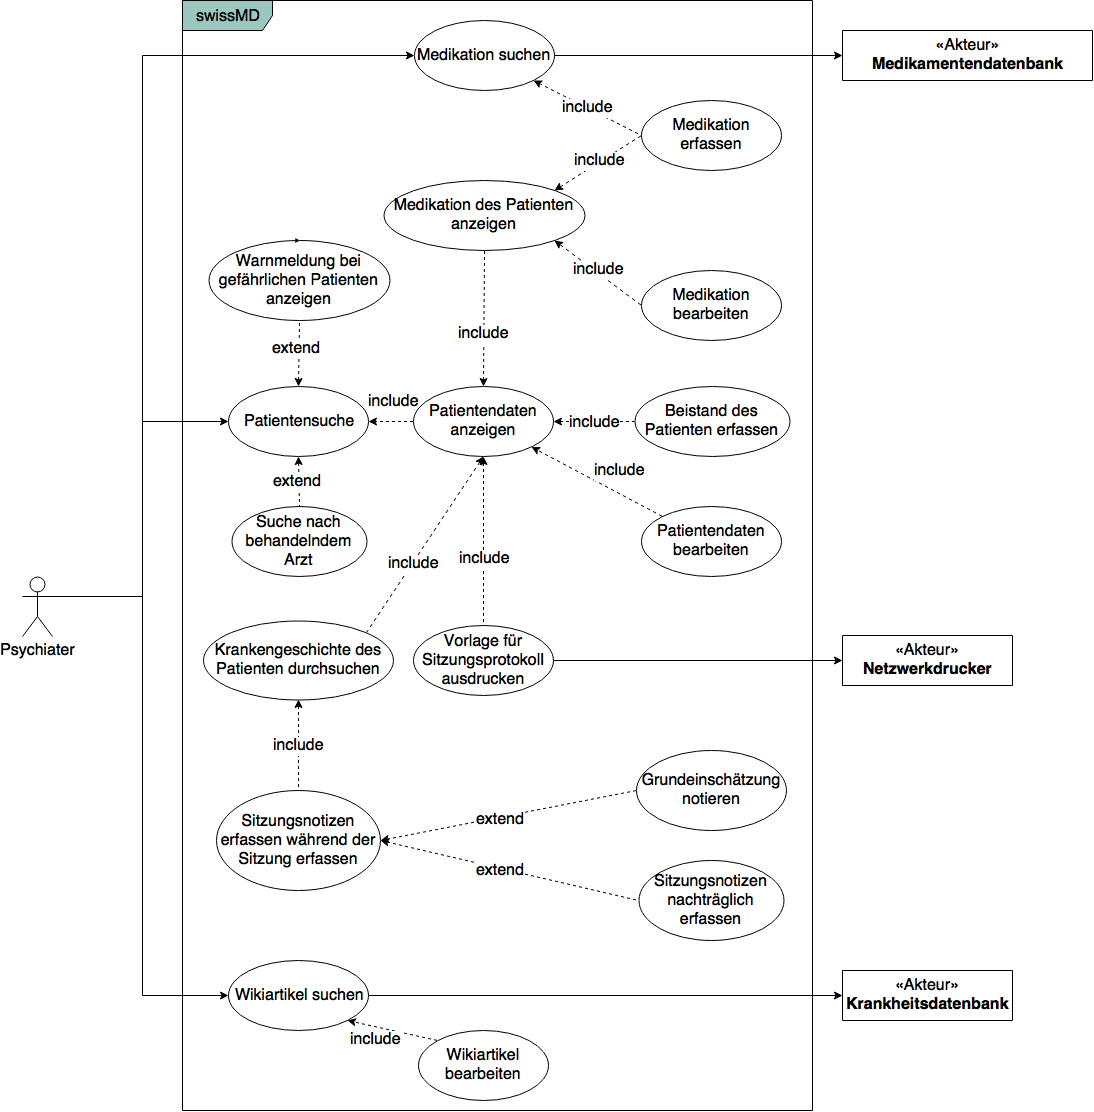 swissMD
Medikation suchen
«Akteur»
Medikamentendatenbank
include
Medikation
erfassen
include
Medikation des Patienten
anzeigen
Warnmeldung bei
gefährlichen Patienten
anzeigen
include
Medikation
bearbeiten
include
extend
include
Patientensuche
Patientendaten
anzeigen
include
Beistand des
Patienten erfassen
include
extend
Suche nach
behandelndem
Arzt
Patientendaten
bearbeiten
include
include
Psychiater
Krankengeschichte des
Patienten durchsuchen
Vorlage für
Sitzungsprotokoll
ausdrucken
«Akteur»
Netzwerkdrucker
include
Grundeinschätzung
notieren
extend
Sitzungsnotizen
erfassen während der
Sitzung erfassen
extend
Sitzungsnotizen
nachträglich
erfassen
Wikiartikel suchen
«Akteur»
Krankheitsdatenbank
include
Wikiartikel
bearbeiten